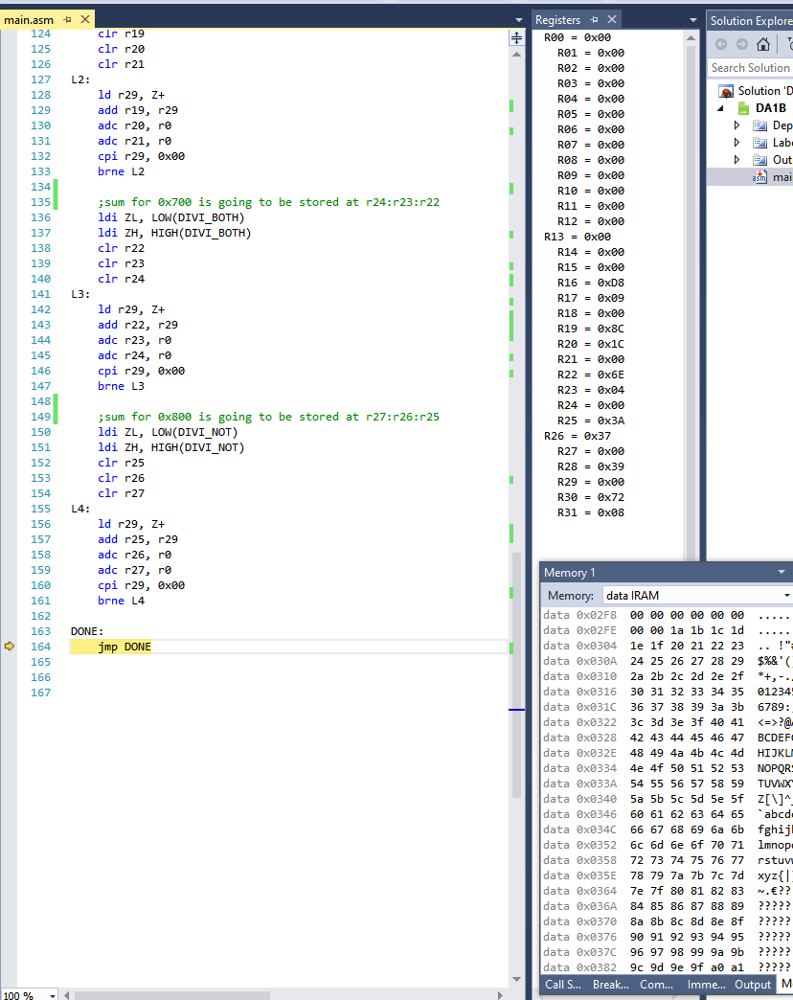 main.asm
124 clr r19
125 clr r20
126 clr r21
127 L2:
128 ld r29, Z+
129 add r19, r29
130 adc r20, r0
131 adc r21, r0
132 cpi r29, 0x00
133 brne L2
134
135 ;sum for 0x700 is going to be stored at r24:r23:r22
136 ldi ZL, LOW(DIVI_BOTH)
137 ldi ZH, HIGH(DIVI_BOTH)
138 clr r22
139 clr r23
140 clr r24
141 L3:
142 ld r29, Z+
143 add r22, r29
144 adc r23, r0
145 adc r24, r0
146 cpi r29, 0x00
147 brne L3
148
149 ;sum for 0x800 is going to be stored at r27:r26:r25
150 ldi ZL, LOW(DIVI_NOT)
151 ldi ZH, HIGH(DIVI_NOT)
152 clr r25
153 clr r26
154 clr r27
155 L4:
156 ld r29, Z+
157 add r25, r29
158 adc r26, r0
159 adc r27, r0
160 cpi r29, 0x00
161 brne L4
162
163 DONE:
164 jmp DONE
165
166
167
100 %
Registers
R00 = 0x00
R01 = 0x00
R02 = 0x00
R03 = 0x00
R04 = 0x00
R05 = 0x00
R06 = 0x00
R07 = 0x00
R08 = 0x00
R09 = 0x00
R10 = 0x00
R11 = 0x00
R12 = 0x00
R13 = 0x00
R14 = 0x00
R15 = 0x00
R16 = 0xD8
R17 = 0x09
R18 = 0x00
R19 = 0x8C
R20 = 0x1C
R21 = 0x00
R22 = 0x6E
R23 = 0x04
R24 = 0x00
R25 = 0x3A
R26 = 0x37
R27 = 0x00
R28 = 0x39
R29 = 0x00
R30 = 0x72
R31 = 0x08
Solution Explore
Search Solution
Solution 'D
DA1B
Dep
Labe
Out
mai
Memory 1
Memory: data IRAM
data 0x02F8 00 00 00 00 00 00 ......
data 0x02FE 00 00 1a 1b 1c 1d ......
data 0x0304 1e 1f 20 21 22 23 .. !"#
data 0x030A 24 25 26 27 28 29 $%&'(
data 0x0310 2a 2b 2c 2d 2e 2f *+,-./
data 0x0316 30 31 32 33 34 35 012345
data 0x031C 36 37 38 39 3a 3b 6789:
data 0x0322 3c 3d 3e 3f 40 41 <=>?@A
data 0x0328 42 43 44 45 46 47 BCDEF
data 0x032E 48 49 4a 4b 4c 4d HIJKL
data 0x0334 4e 4f 50 51 52 53 NOPQRS
data 0x033A 54 55 56 57 58 59 TUVWXY
data 0x0340 5a 5b 5c 5d 5e 5f Z[\]^_
data 0x0346 60 61 62 63 64 65 `abcde
data 0x034C 66 67 68 69 6a 6b fghij
data 0x0352 6c 6d 6e 6f 70 71 lmnop
data 0x0358 72 73 74 75 76 77 rstuvw
data 0x035E 78 79 7a 7b 7c 7d xyz{|}
data 0x0364 7e 7f 80 81 82 83 ~.€??
data 0x036A 84 85 86 87 88 89 ?????
data 0x0370 8a 8b 8c 8d 8e 8f ?????
data 0x0376 90 91 92 93 94 95 ?????
data 0x037C 96 97 98 99 9a 9b ?????
data 0x0382 9c 9d 9e 9f a0 a1 ?????
Call S... Break... Com... Imme... Output M